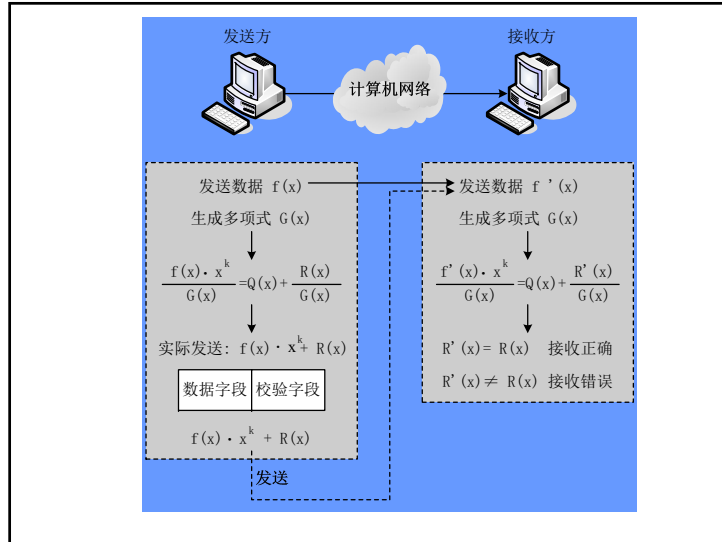 发送方
接收方
计算机网络
发送数据 f(x)
生成多项式 G(x)
f(x)· x^k
G(x)
=Q(x)+
R(x)
G(x)
实际发送: f(x)· x^k+ R(x)
数据字段 校验字段
f(x)· x^k + R(x)
发送
发送数据 f '(x)
生成多项式 G(x)
f'(x)· x^k
G(x)
=Q(x)+
R'(x)
G(x)
R'(x)= R(x) 接收正确
R'(x)≠ R(x) 接收错误